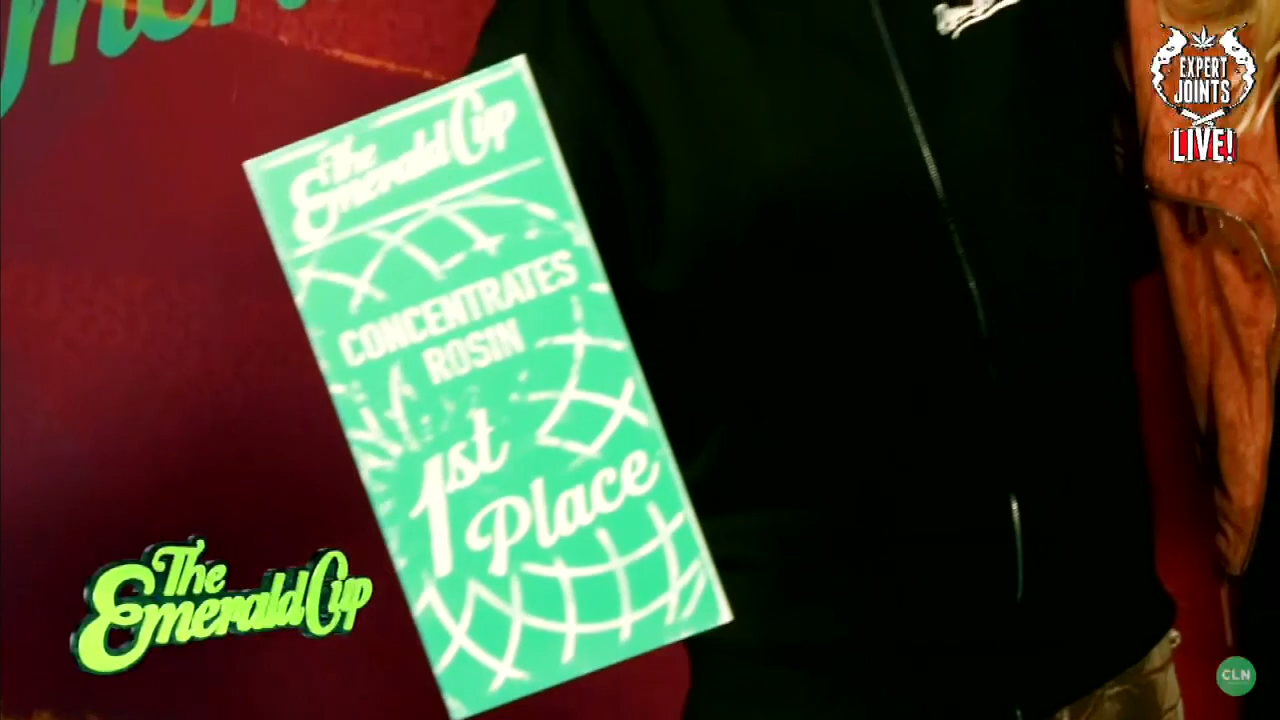 The
Emerald Cup
CONCENTRATES
ROSIN
1st
Place
The
Emerald Cup
EXPERT
JOINTS
LIVE!
CLN